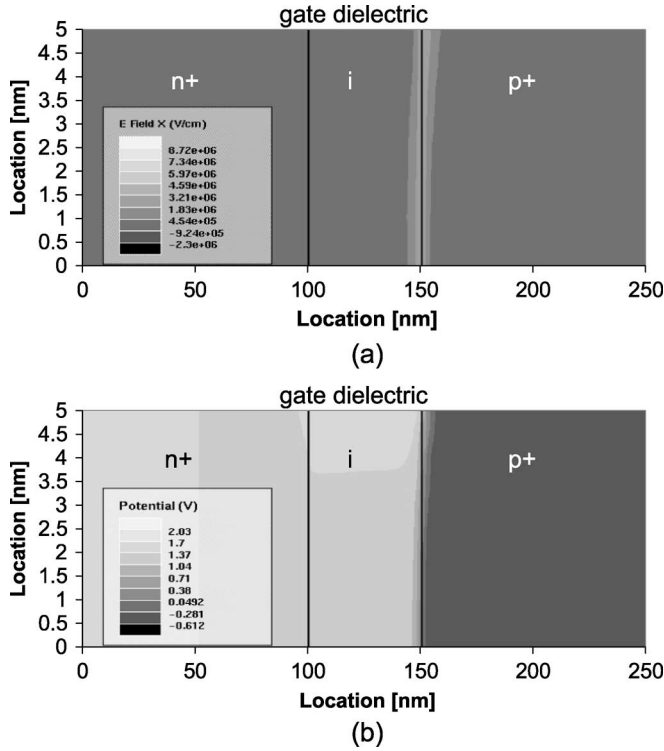 gate dielectric
5
4.5
4
3.5
3
2.5
2
1.5
1
0.5
0
Location [nm]
n+ i p+
E Field X (V/cm)
8.72e+06
7.34e+06
5.97e+06
4.59e+06
3.21e+06
1.83e+06
4.54e+05
-9.24e+05
-2.3e+06
0 50 100 150 200 250
Location [nm]
(a)
gate dielectric
5
4.5
4
3.5
3
2.5
2
1.5
1
0.5
0
Location [nm]
n+ i p+
Potential (V)
2.03
1.7
1.37
1.04
0.71
0.38
0.0492
-0.281
-0.612
0 50 100 150 200 250
Location [nm]
(b)